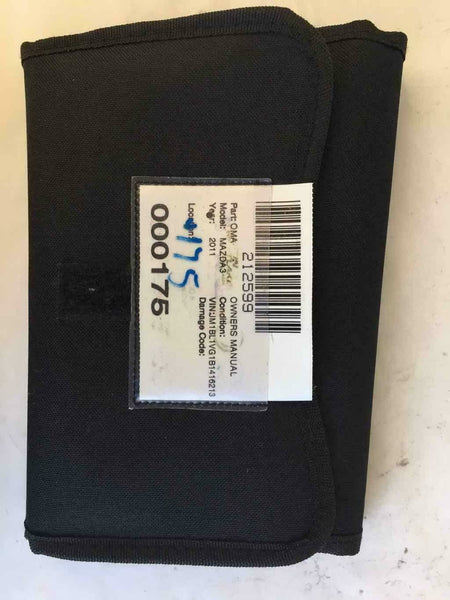 212599
Part: OMA OWNERS MANUAL
Model: MAZDA3 Condition:
Year: 2011 VIN:JM1BL1VG1B1416213
Location: Damage Code:
175
000175